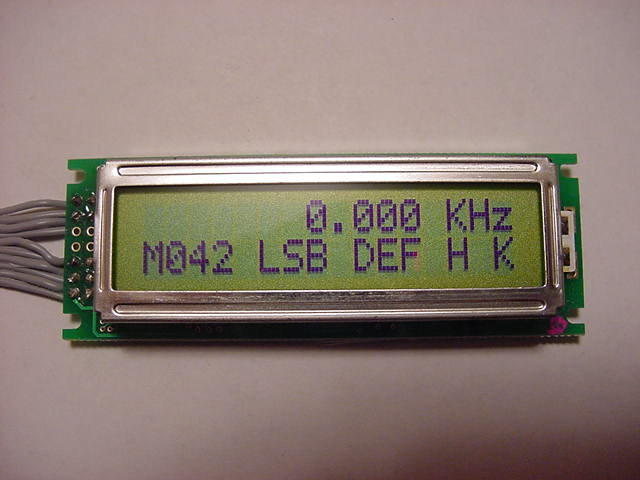 0.000 KHz
M042 LSB DEF H K